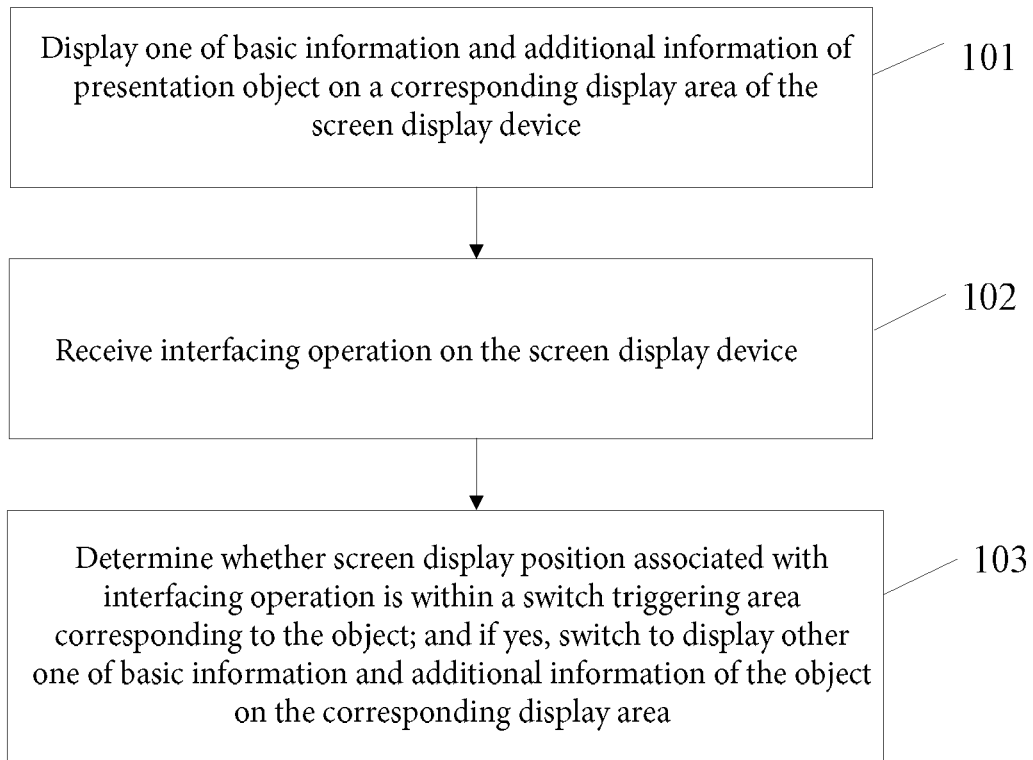 Display one of basic information and additional information of
presentation object on a corresponding display area of the
screen display device
101
Receive interfacing operation on the screen display device
102
Determine whether screen display position associated with
interfacing operation is within a switch triggering area
corresponding to the object; and if yes, switch to display other
one of basic information and additional information of the object
on the corresponding display area
103